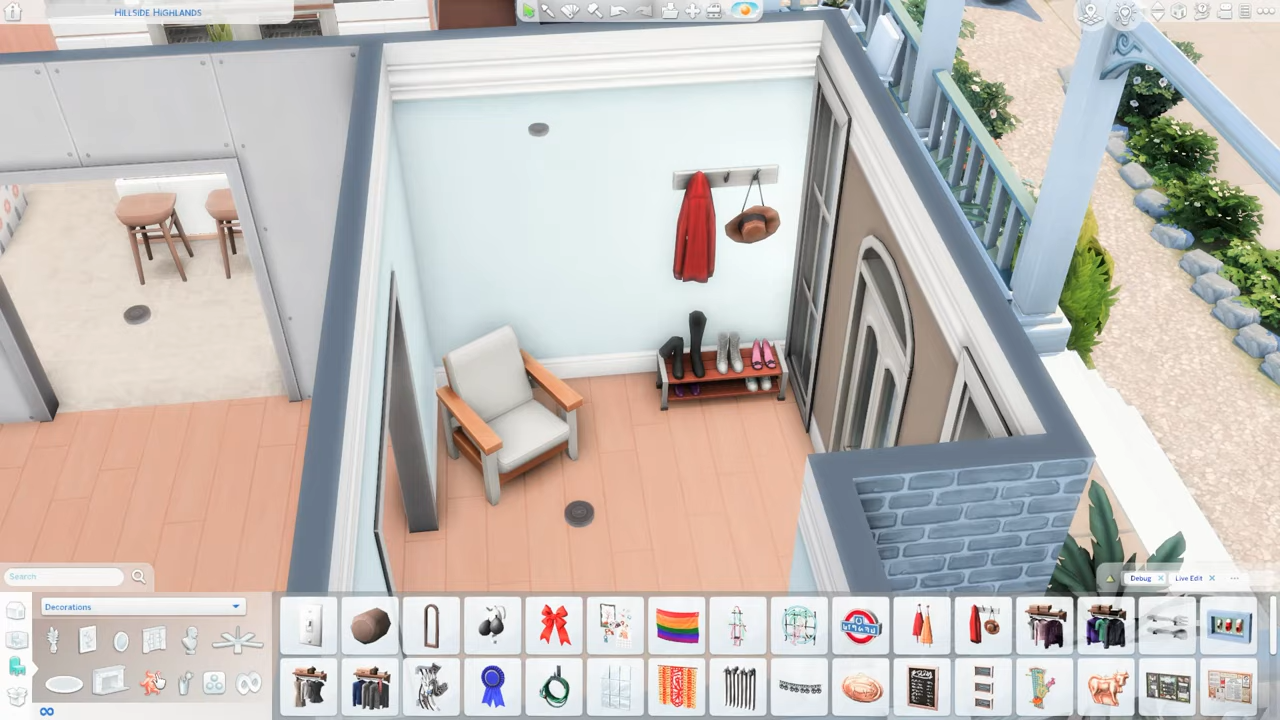 Hillside Highlands
Debug
Live Edit
Search
Decorations